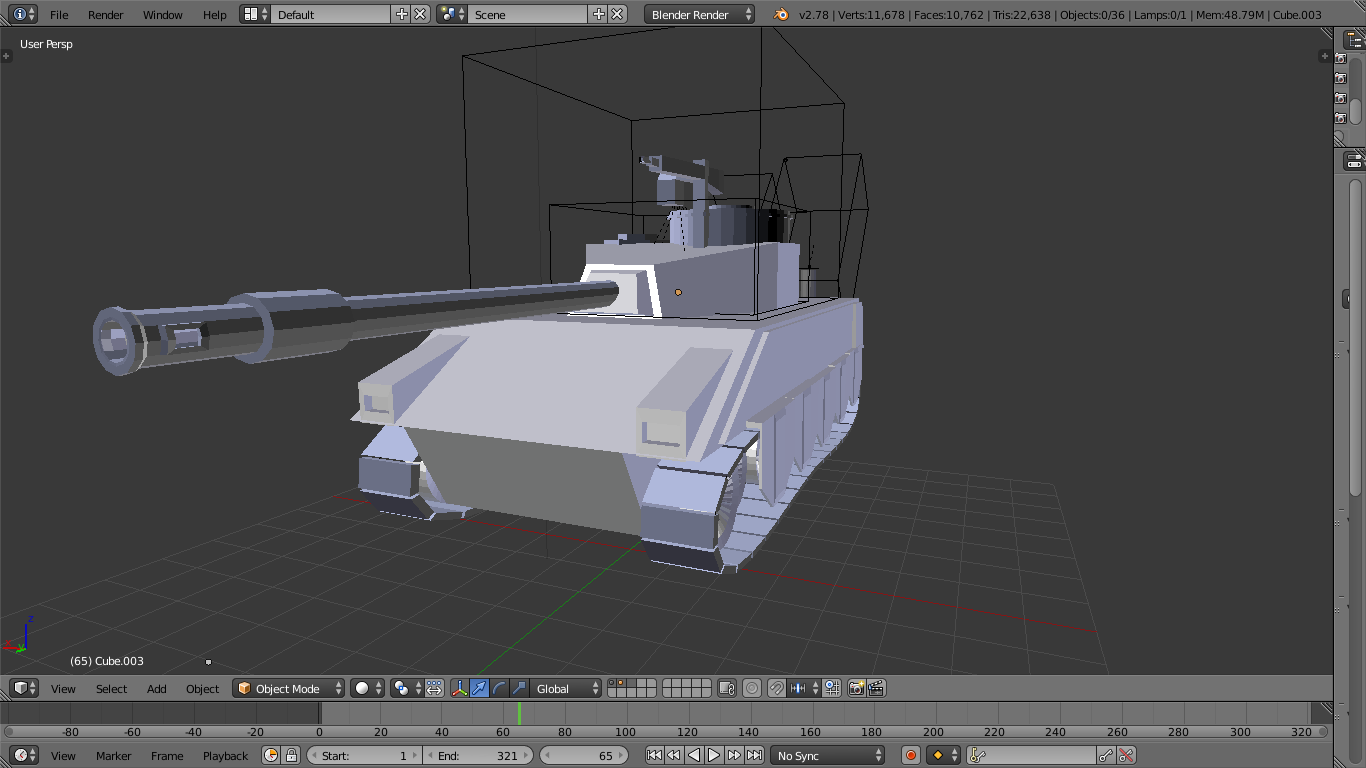 File Render Window Help Default Scene Blender Render v2.78 | Verts:11,678 | Faces:10,762 | Tris:22,638 | Objects:0/36 | Lamps:0/1 | Mem:48.79M | Cube.003
User Persp
z
(65) Cube.003
View Select Add Object Object Mode Global
-80 -60 -40 -20 0 20 40 60 80 100 120 140 160 180 200 220 240 260 280 300 320
View Marker Frame Playback Start: 1 End: 321 65 No Sync